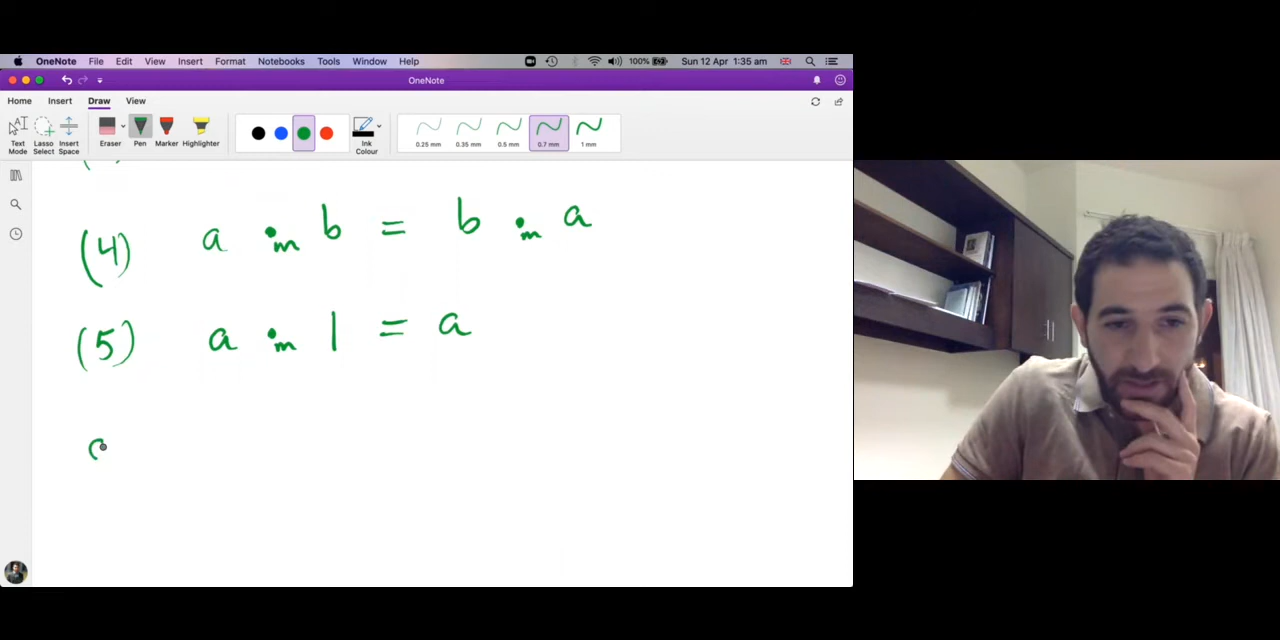 OneNote File Edit View Insert Format Notebooks Tools Window Help 100% Sun 12 Apr 1:35 am
OneNote
Home Insert Draw View
Text Mode Lasso Select Insert Space Eraser Pen Marker Highlighter Ink Colour 0.25 mm 0.35 mm 0.5 mm 0.7 mm 1 mm
(4) a ·m b = b ·m a
(5) a ·m 1 = a